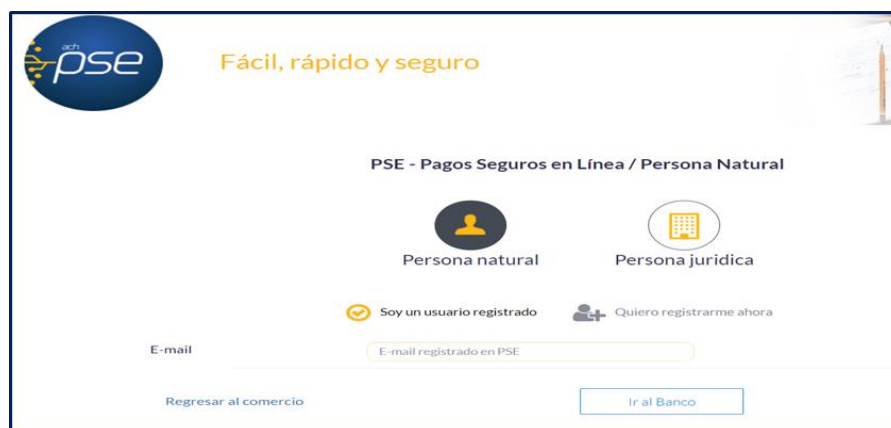 ach
pse
Fácil, rápido y seguro
PSE - Pagos Seguros en Línea / Persona Natural
Persona natural
Persona juridica
Soy un usuario registrado
Quiero registrarme ahora
E-mail
E-mail registrado en PSE
Regresar al comercio
Ir al Banco